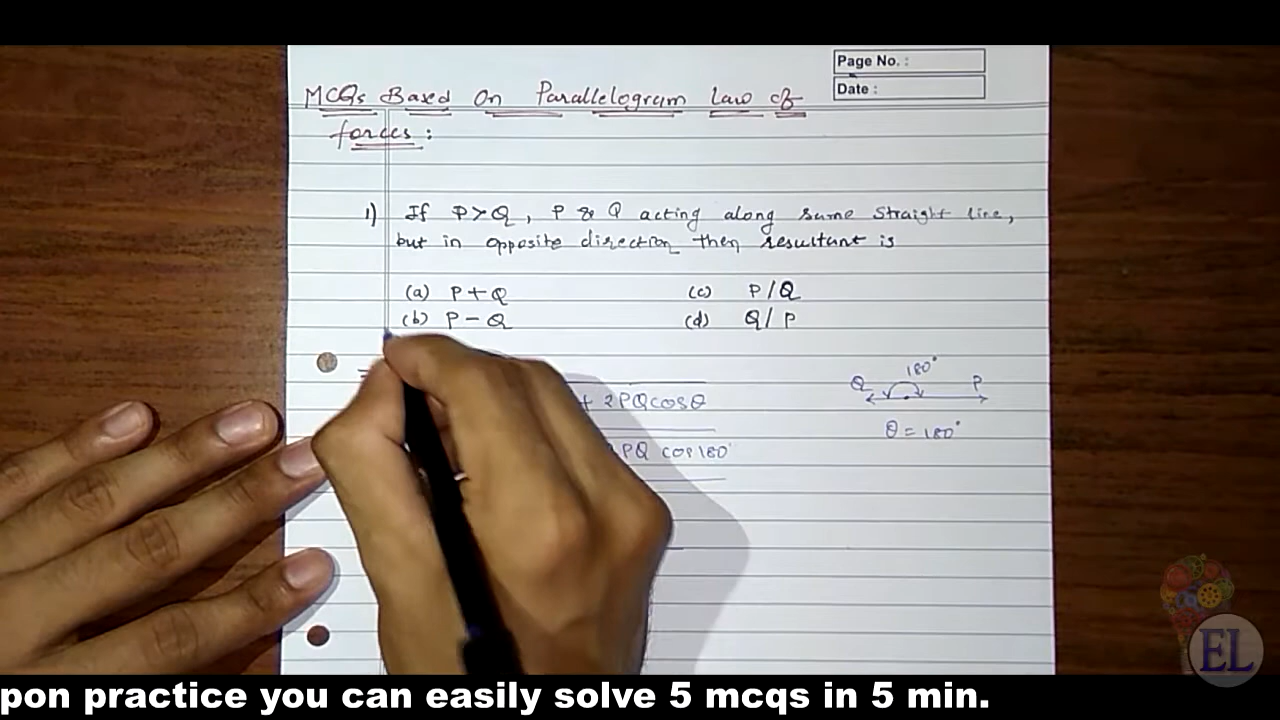 Page No. :
Date :
MCQs Based On Parallelogram Law of
forces :
1) If P>Q, P & Q acting along same straight line,
but in opposite direction then resultant is
(a) P+Q
(c) P/Q
(b) P-Q
(d) Q/P
+ 2PQcosθ
180°
Q P
θ = 180°
2PQ cos180°
EL
pon practice you can easily solve 5 mcqs in 5 min.